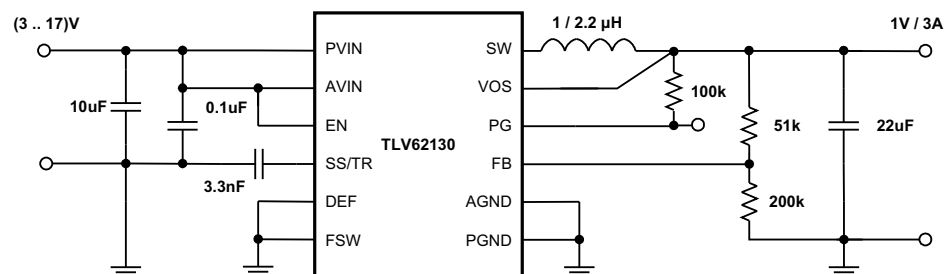 (3 .. 17)V
1 / 2.2 µH
1V / 3A
PVIN
SW
AVIN
VOS
10uF
0.1uF
100k
EN
PG
TLV62130
51k
22uF
SS/TR
FB
3.3nF
200k
DEF
AGND
FSW
PGND